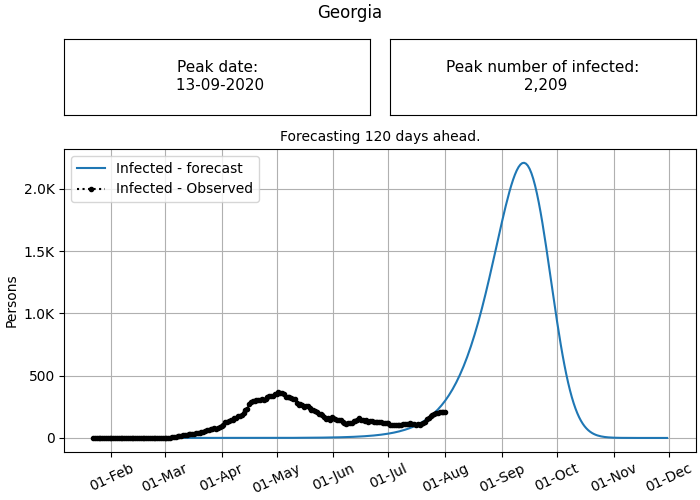 Georgia
Peak date:
13-09-2020
Peak number of infected:
2,209
Forecasting 120 days ahead.
Infected - forecast
Infected - Observed
2.0K
1.5K
1.0K
500
0
Persons
01-Feb
01-Mar
01-Apr
01-May
01-Jun
01-Jul
01-Aug
01-Sep
01-Oct
01-Nov
01-Dec